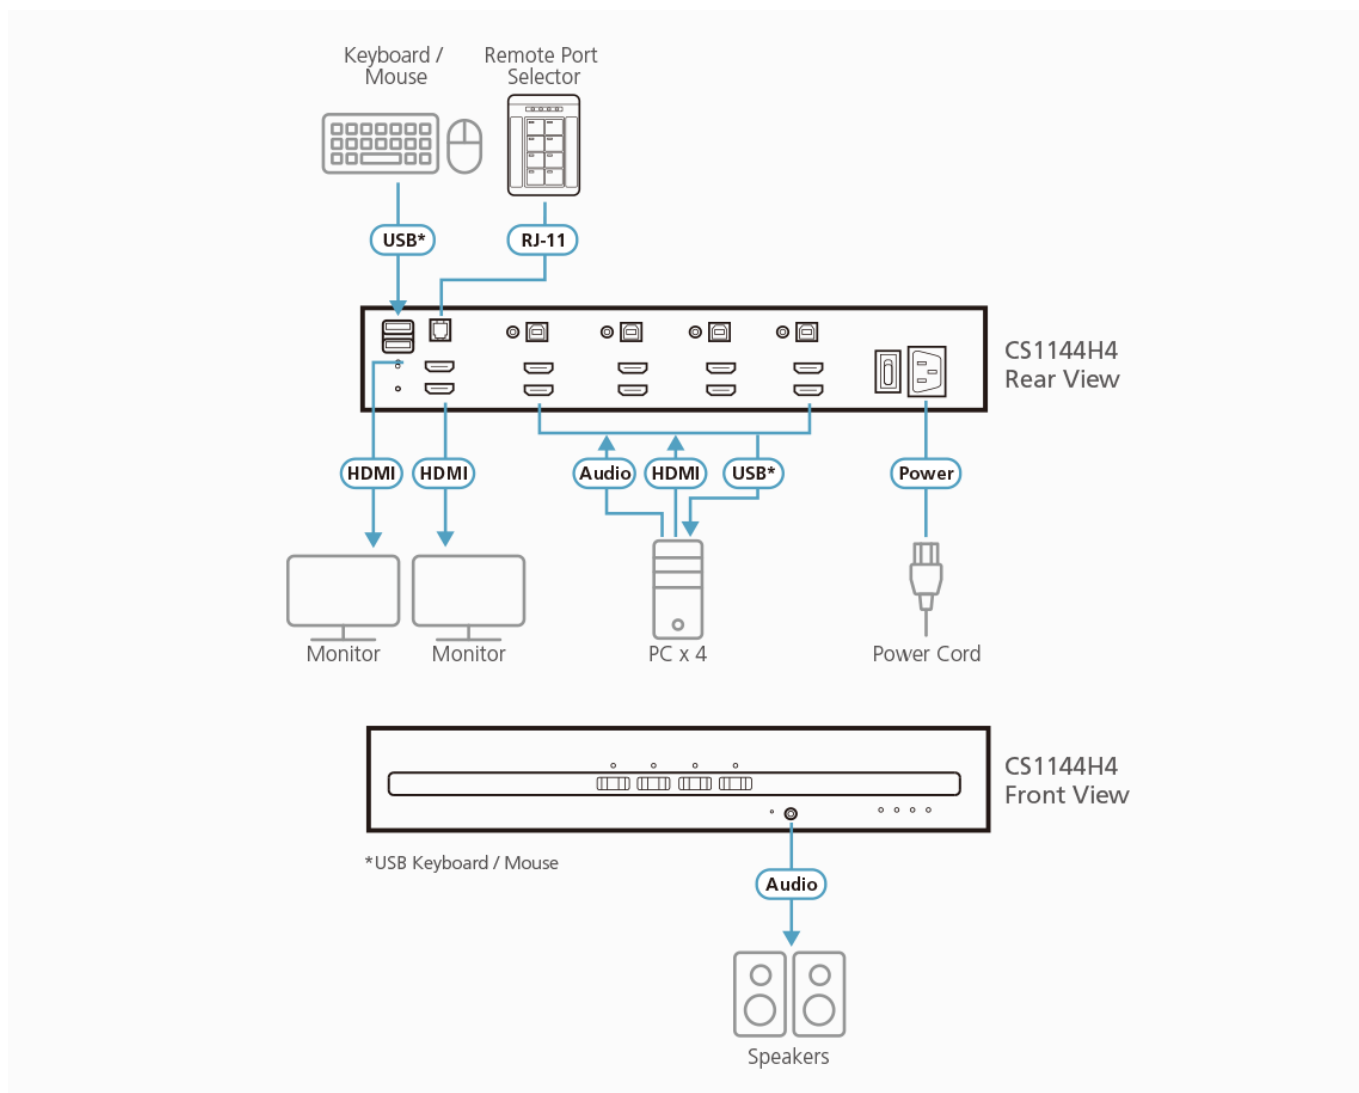 Keyboard /
Mouse
Remote Port
Selector
USB*
RJ-11
CS1144H4
Rear View
HDMI
HDMI
Audio
HDMI
USB*
Power
Monitor
Monitor
PC x 4
Power Cord
CS1144H4
Front View
*USB Keyboard / Mouse
Audio
Speakers